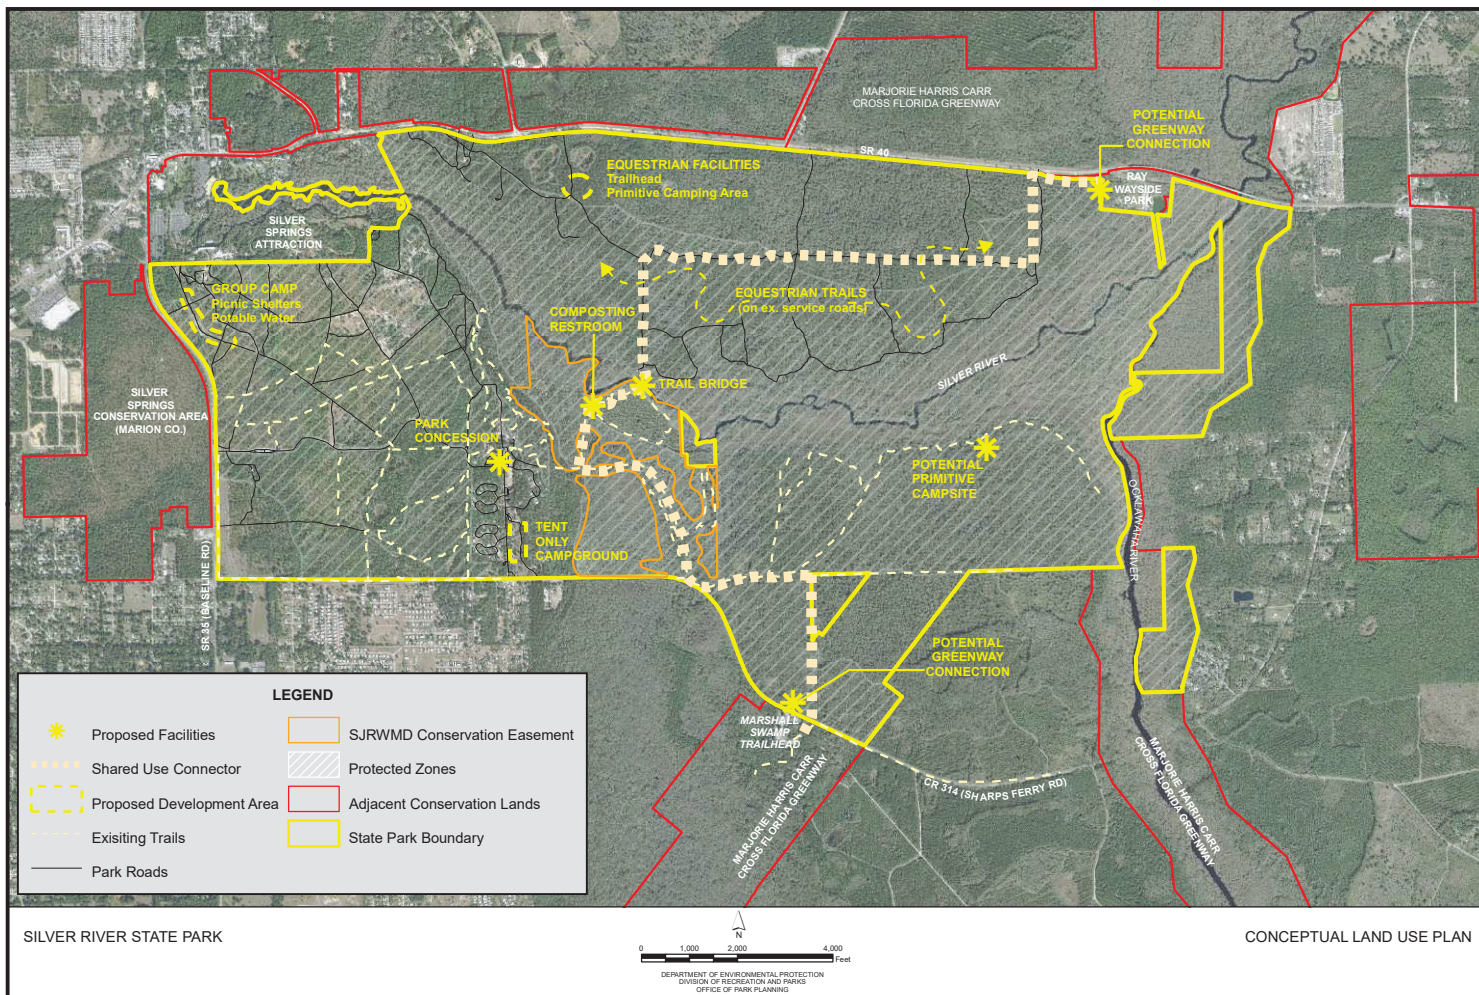 MARJORIE HARRIS CARR
CROSS FLORIDA GREENWAY
POTENTIAL
GREENWAY
CONNECTION
SR 40
EQUESTRIAN FACILITIES
Trailhead
Primitive Camping Area
RAY
WAYSIDE
PARK
SILVER
SPRINGS
ATTRACTION
GROUP CAMP
Picnic Shelters
Potable Water
EQUESTRIAN TRAILS
(on ex. service roads)
COMPOSTING
RESTROOM
SILVER RIVER
TRAIL BRIDGE
SILVER
SPRINGS
CONSERVATION AREA
(MARION CO.)
PARK
CONCESSION
POTENTIAL
PRIMITIVE
CAMPSITE
OCKLAWAHA RIVER
TENT
ONLY
CAMPGROUND
SR 35 (BASELINE RD)
POTENTIAL
GREENWAY
CONNECTION
MARSHALL
SWAMP
TRAILHEAD
MARJORIE HARRIS CARR
CROSS FLORIDA GREENWAY
CR 314 (SHARPS FERRY RD)
MARJORIE HARRIS CARR
CROSS FLORIDA GREENWAY
LEGEND
Proposed Facilities
Shared Use Connector
Proposed Development Area
Exisiting Trails
Park Roads
SJRWMD Conservation Easement
Protected Zones
Adjacent Conservation Lands
State Park Boundary
SILVER RIVER STATE PARK
N
0 1,000 2,000 4,000
Feet
DEPARTMENT OF ENVIRONMENTAL PROTECTION
DIVISION OF RECREATION AND PARKS
OFFICE OF PARK PLANNING
CONCEPTUAL LAND USE PLAN